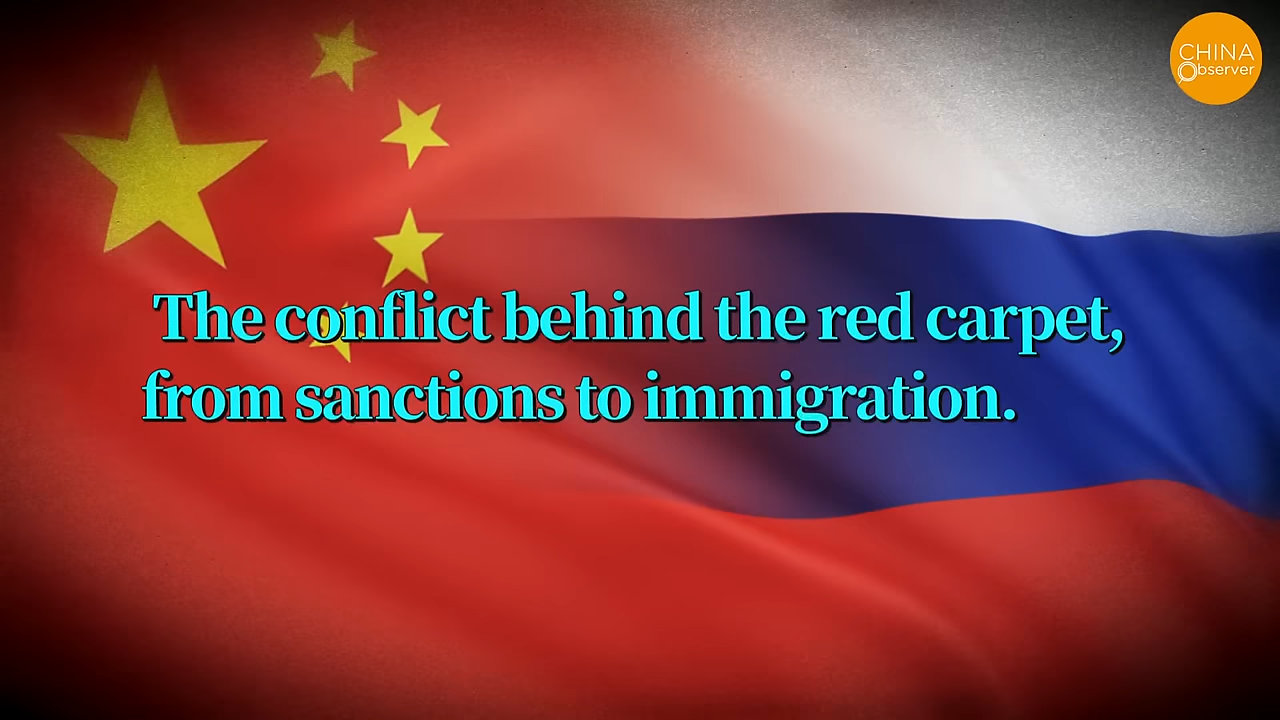 CHINA
Observer
The conflict behind the red carpet,
from sanctions to immigration.